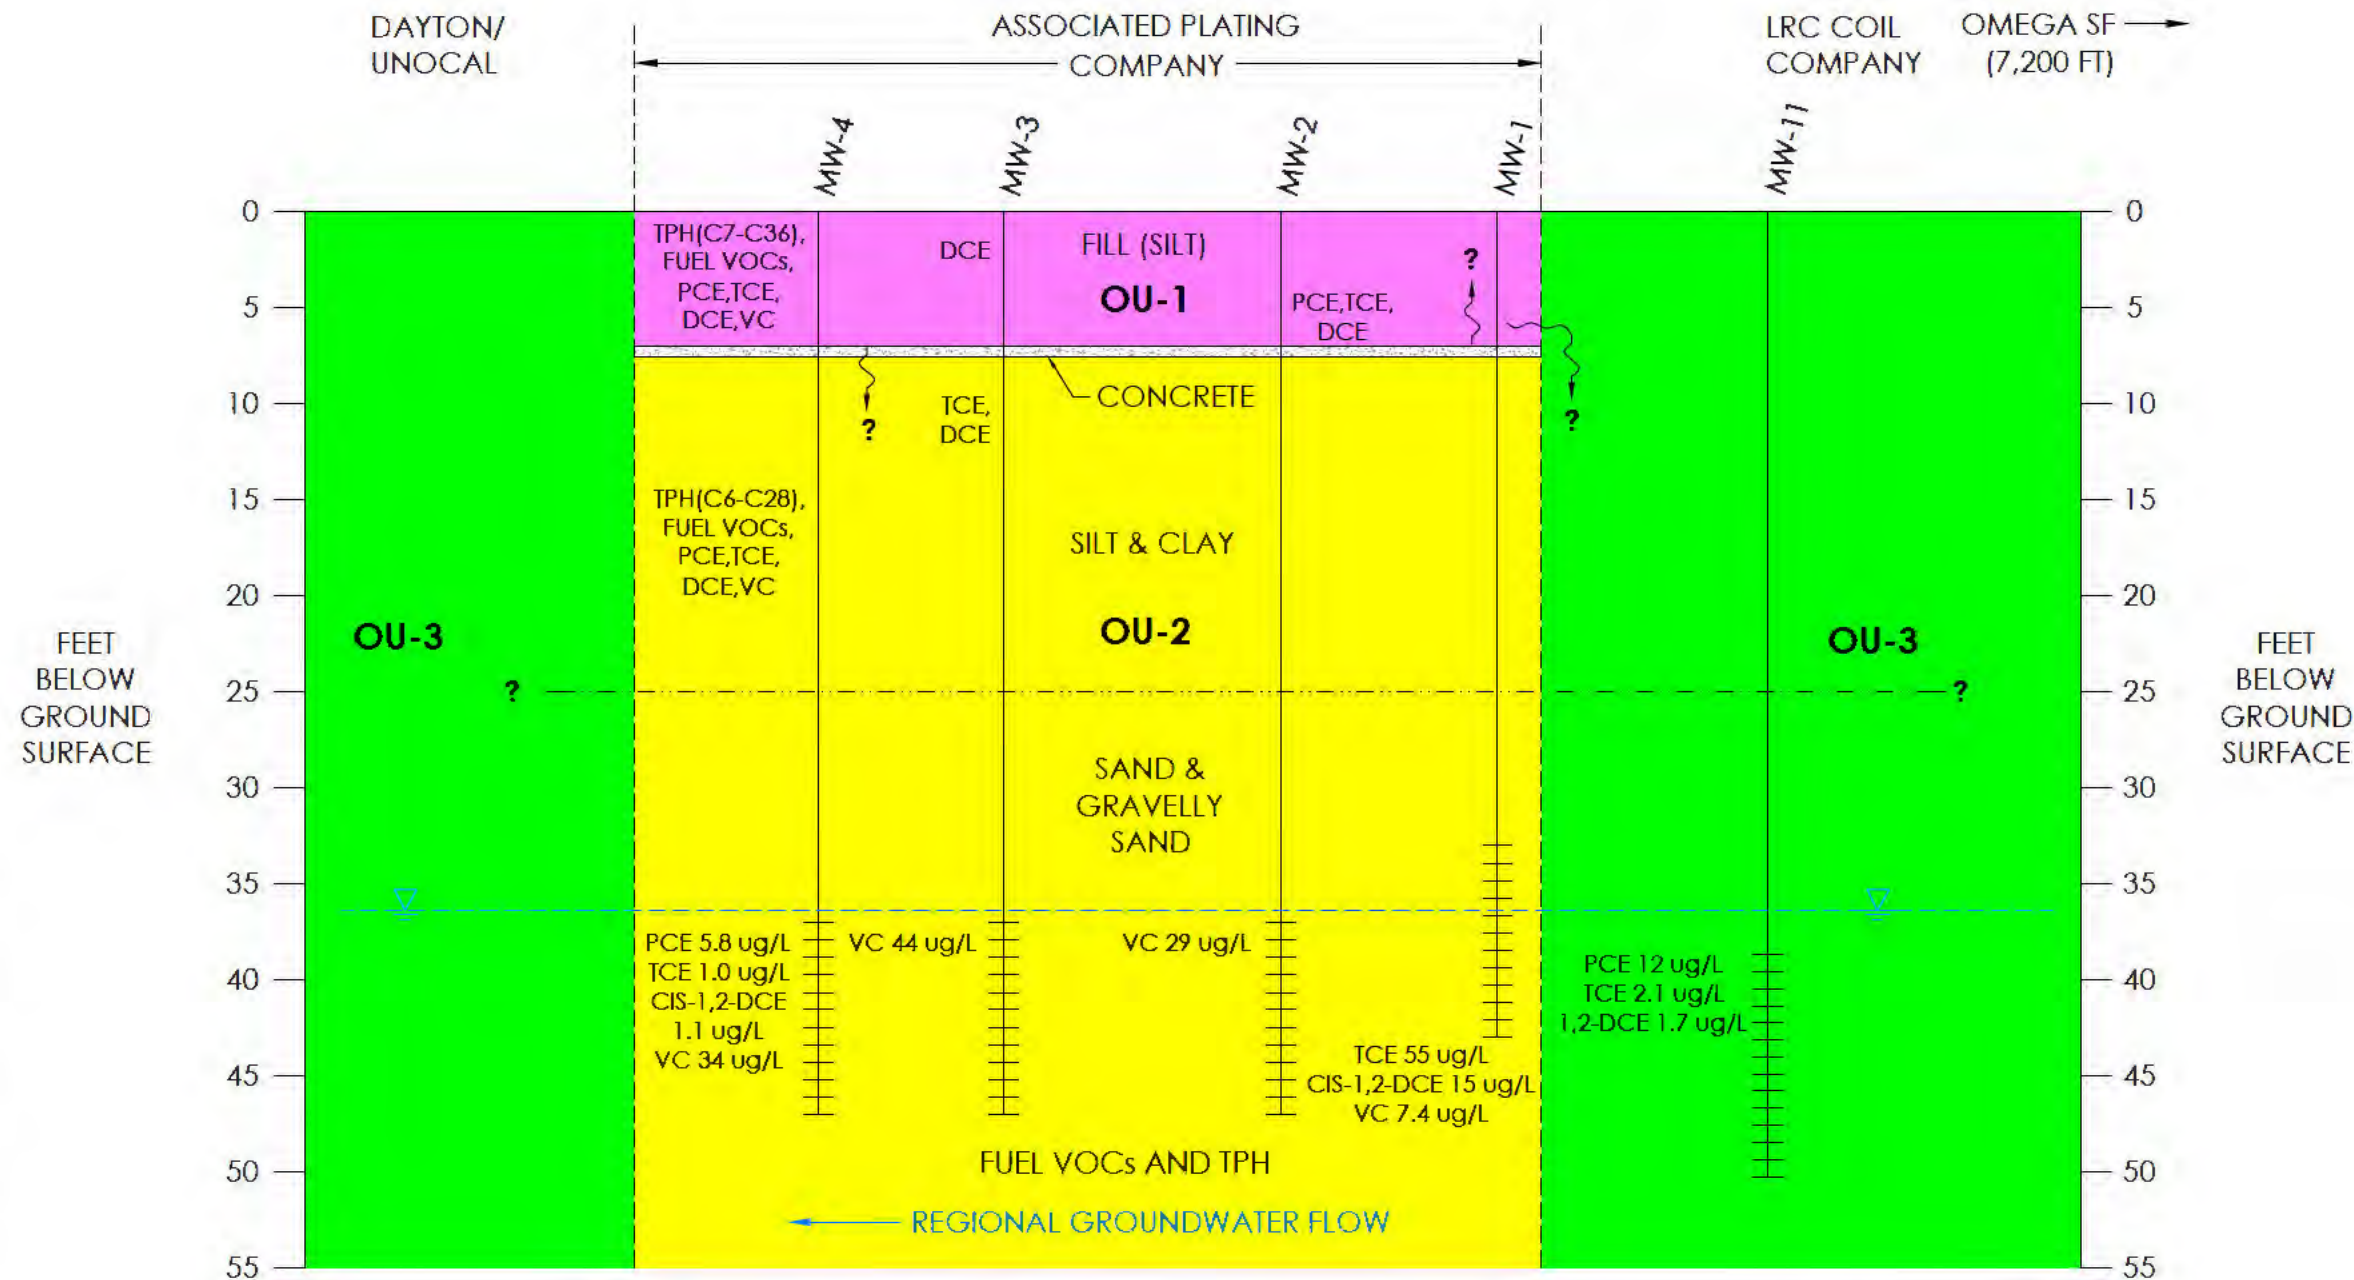 DAYTON/
UNOCAL
ASSOCIATED PLATING
COMPANY
LRC COIL
COMPANY
OMEGA SF
(7,200 FT)
MW-4
MW-3
MW-2
MW-1
MW-11
0
5
10
15
20
25
30
35
40
45
50
55
FEET
BELOW
GROUND
SURFACE
OU-3
?
TPH(C7-C36),
FUEL VOCs,
PCE,TCE,
DCE,VC
DCE
FILL (SILT)
OU-1
PCE,TCE,
DCE
?
?
?
CONCRETE
TCE,
DCE
TPH(C6-C28),
FUEL VOCs,
PCE,TCE,
DCE,VC
SILT & CLAY
OU-2
SAND &
GRAVELLY
SAND
PCE 5.8 ug/L
TCE 1.0 ug/L
CIS-1,2-DCE
1.1 ug/L
VC 34 ug/L
VC 44 ug/L
VC 29 ug/L
TCE 55 ug/L
CIS-1,2-DCE 15 ug/L
VC 7.4 ug/L
FUEL VOCs AND TPH
REGIONAL GROUNDWATER FLOW
OU-3
?
PCE 12 ug/L
TCE 2.1 ug/L
1,2-DCE 1.7 ug/L
0
5
10
15
20
25
30
35
40
45
50
55
FEET
BELOW
GROUND
SURFACE